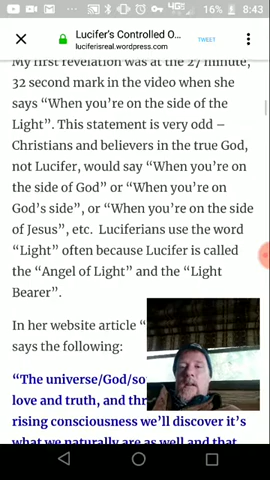 16% 8:43
Lucifer's Controlled O...
luciferisreal.wordpress.com
TWEET
My first revelation was at the 27 minute,
32 second mark in the video when she
says “When you're on the side of the
Light”. This statement is very odd –
Christians and believers in the true God,
not Lucifer, would say “When you're on
the side of God” or “When you're on
God's side”, or “When you're on the side
of Jesus”, etc. Luciferians use the word
“Light” often because Lucifer is called
the “Angel of Light” and the “Light
Bearer”.
In her website article “
says the following:
“The universe/God/so
love and truth, and thr
rising consciousness we'll discover it's
what we naturally are as well and that